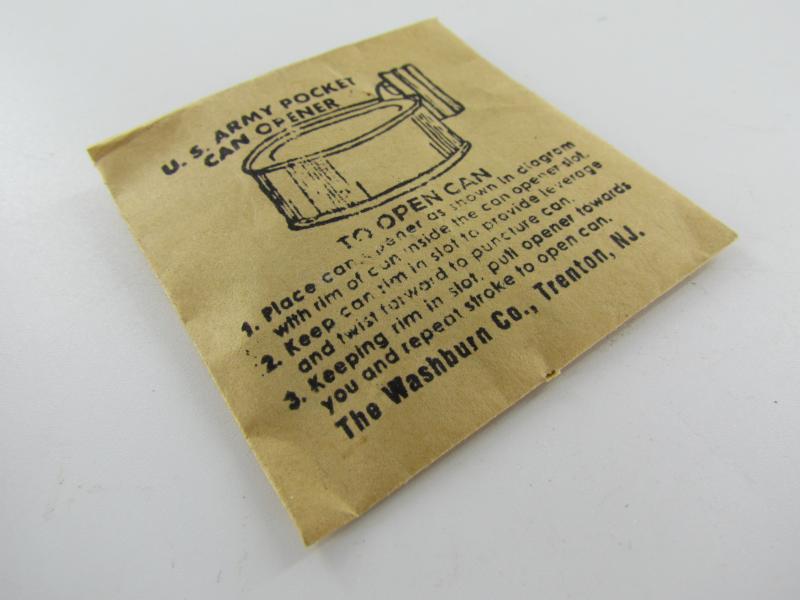 U. S. ARMY POCKET
CAN OPENER
TO OPEN CAN
1. Place can opener as shown in diagram
with rim of can inside the can opener slot.
2. Keep can rim in slot to provide leverage
and twist forward to puncture can.
3. Keeping rim in slot, pull opener towards
you and repeat stroke to open can.
The Washburn Co., Trenton, NJ.